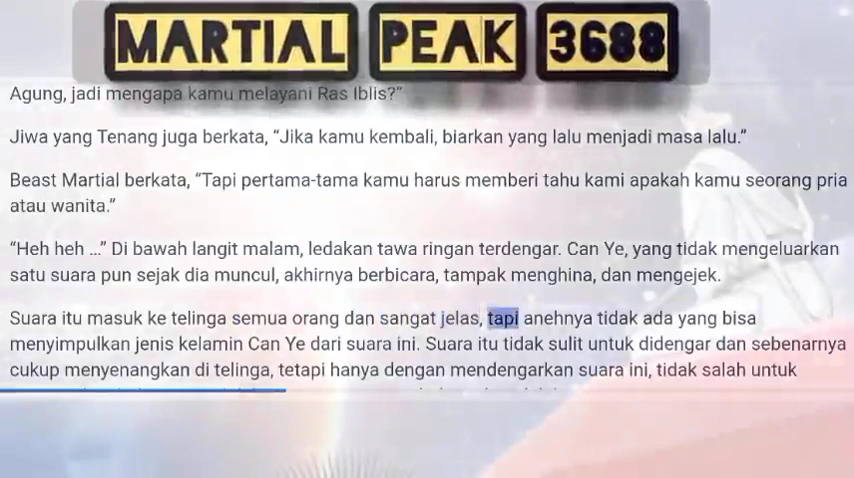 MARTIAL PEAK 3688
Agung, jadi mengapa kamu melayani Ras Iblis?”
Jiwa yang Tenang juga berkata, “Jika kamu kembali, biarkan yang lalu menjadi masa lalu.”
Beast Martial berkata, “Tapi pertama-tama kamu harus memberi tahu kami apakah kamu seorang pria
atau wanita.”
“Heh heh ...” Di bawah langit malam, ledakan tawa ringan terdengar. Can Ye, yang tidak mengeluarkan
satu suara pun sejak dia muncul, akhirnya berbicara, tampak menghina, dan mengejek.
Suara itu masuk ke telinga semua orang dan sangat jelas, tapi anehnya tidak ada yang bisa
menyimpulkan jenis kelamin Can Ye dari suara ini. Suara itu tidak sulit untuk didengar dan sebenarnya
cukup menyenangkan di telinga, tetapi hanya dengan mendengarkan suara ini, tidak salah untuk